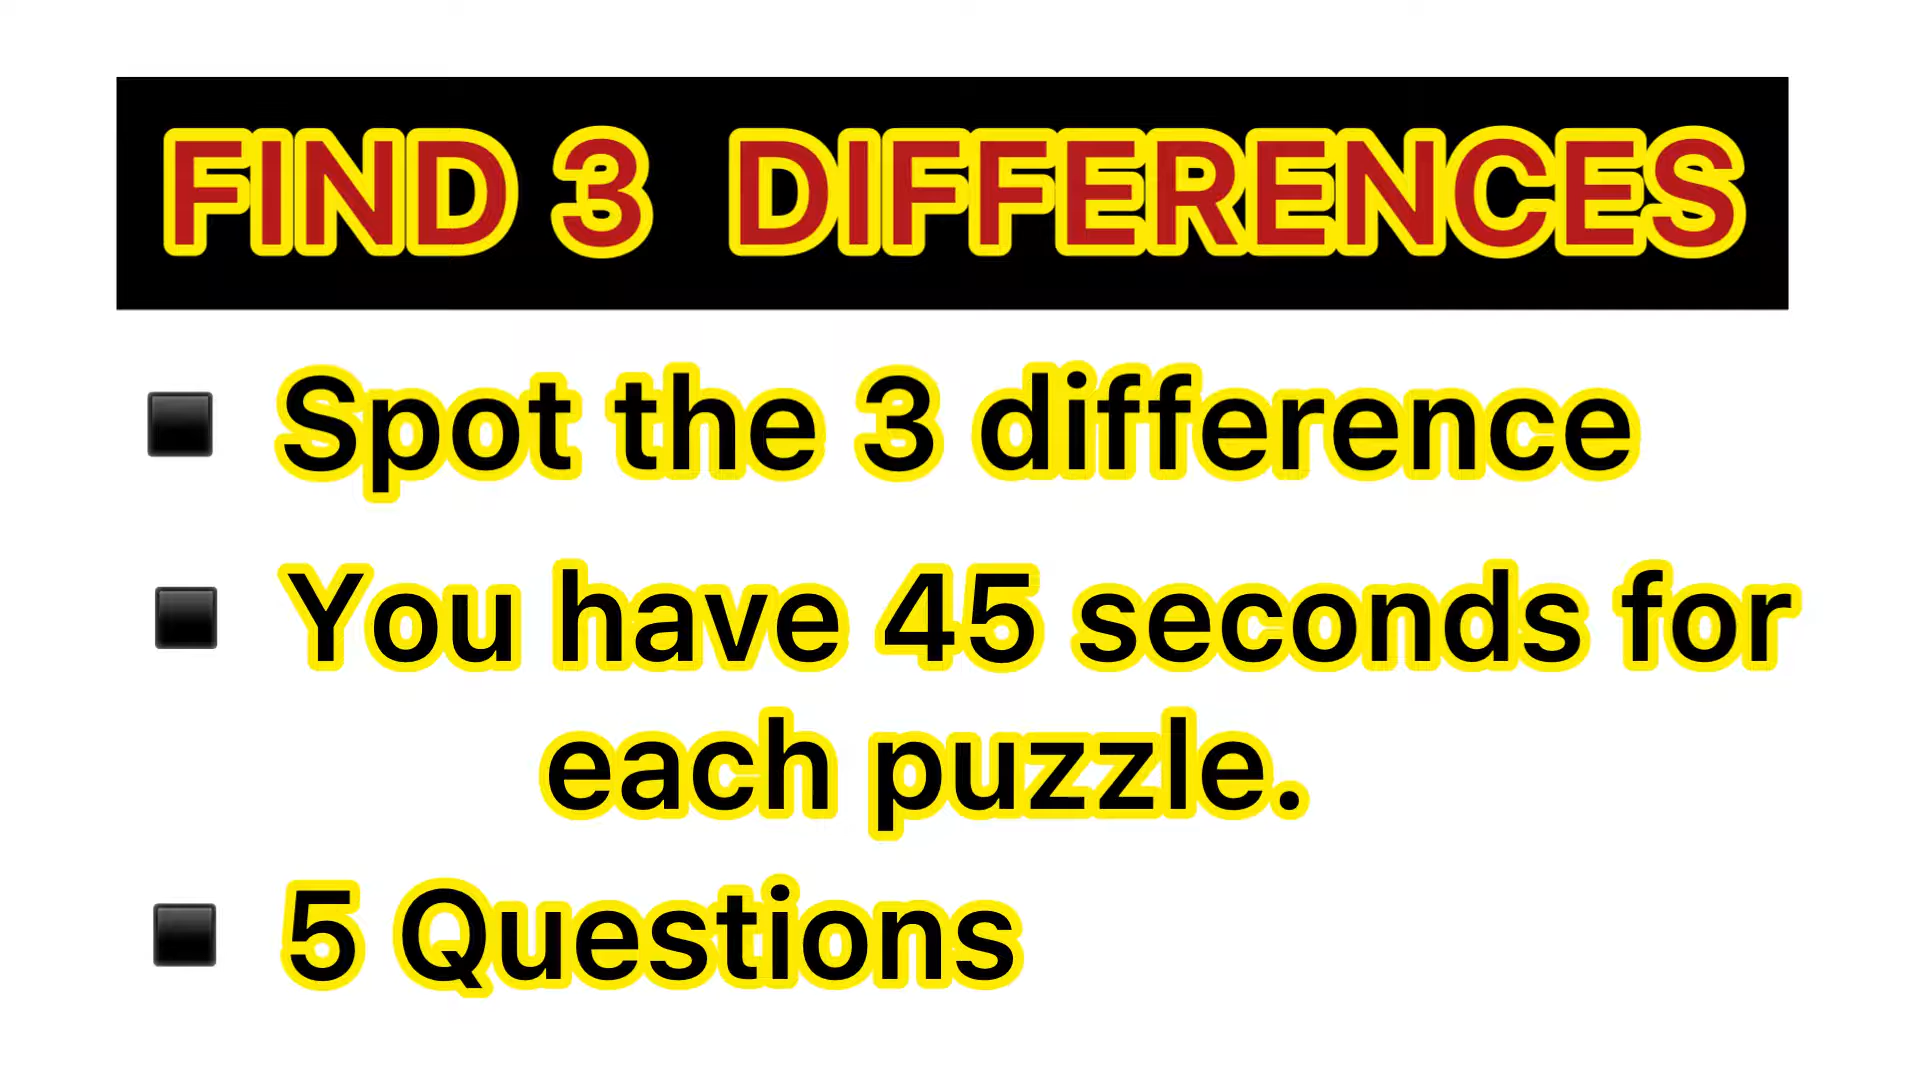 FIND 3 DIFFERENCES
Spot the 3 difference
You have 45 seconds for
each puzzle.
5 Questions